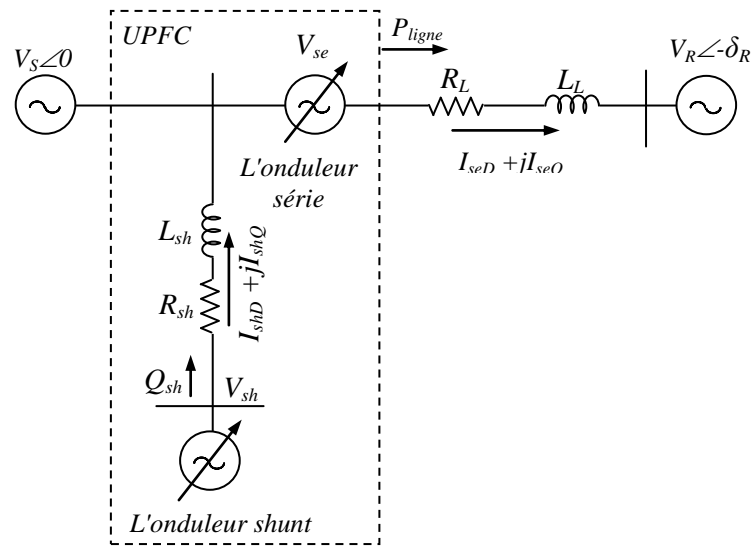 UPFC
V_S∠0
V_se
P_ligne
R_L
L_L
V_R∠-δ_R
L'onduleur
série
I_seD +jI_seQ
L_sh
R_sh
I_shD +jI_shQ
Q_sh
V_sh
L'onduleur shunt